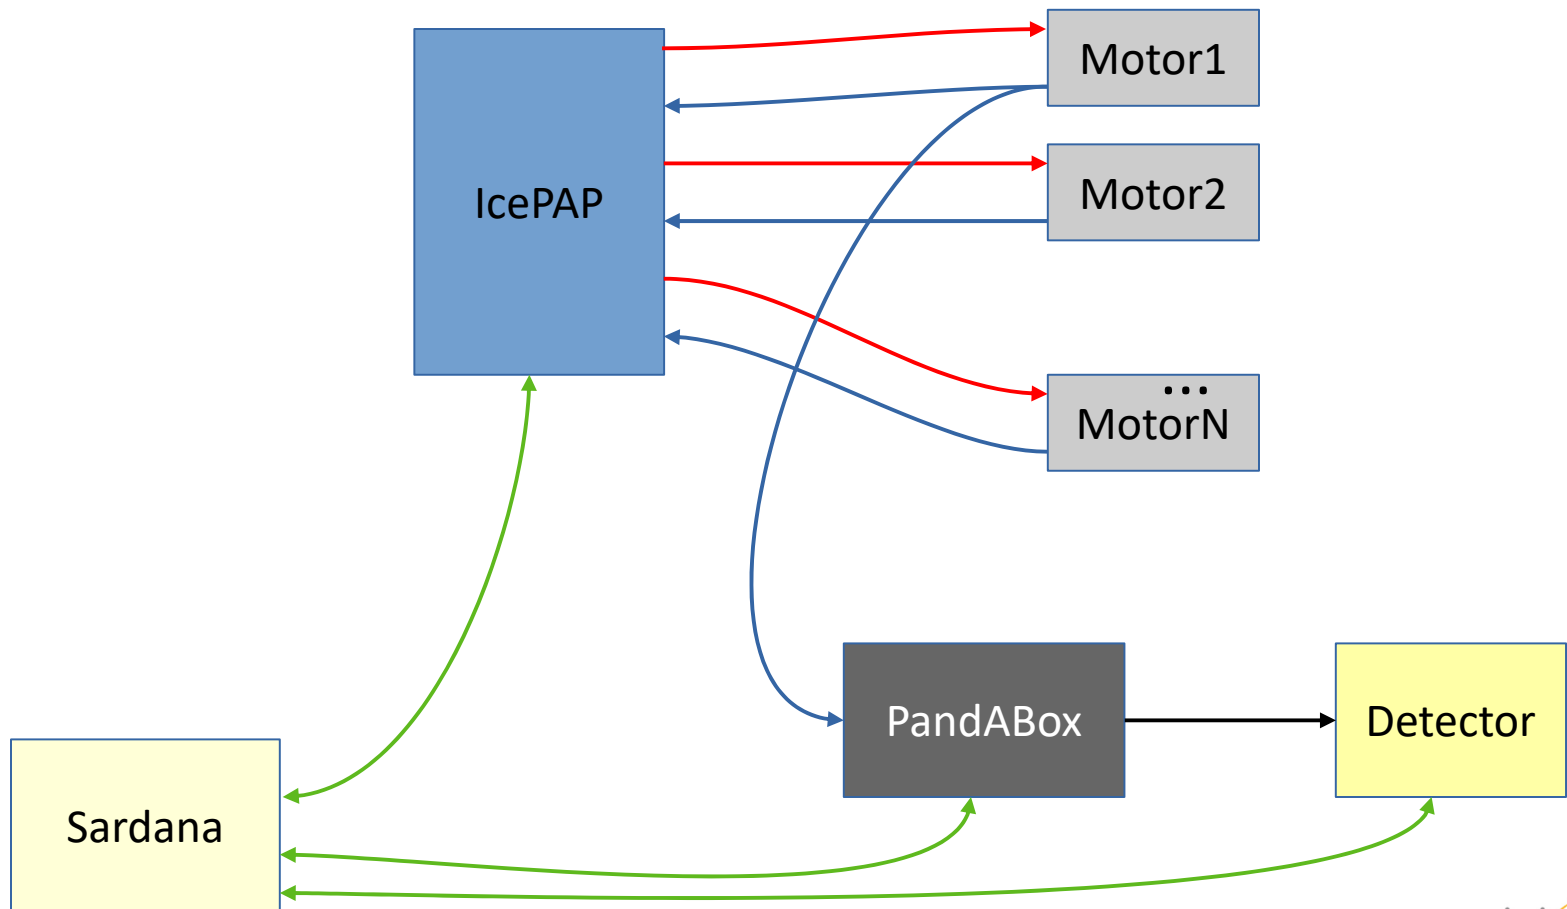 Motor1
IcePAP
Motor2
...
MotorN
PandABox
Detector
Sardana